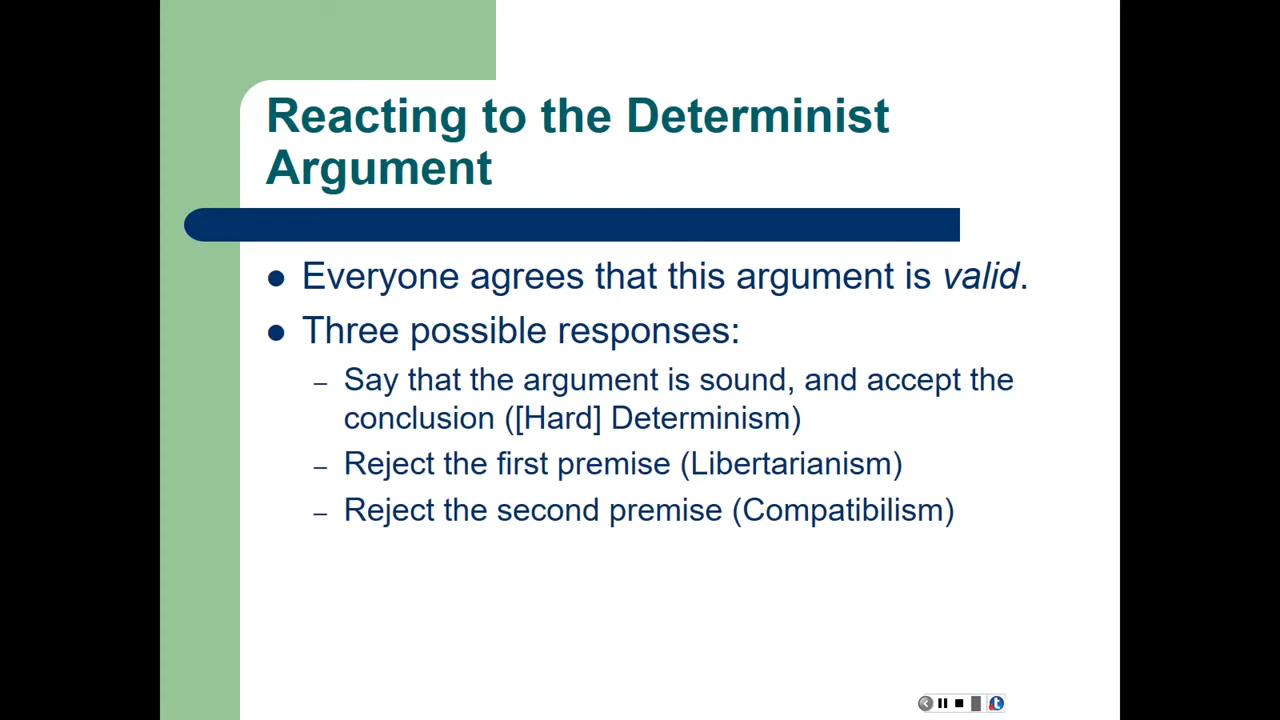 Reacting to the Determinist
Argument
● Everyone agrees that this argument is valid.
● Three possible responses:
– Say that the argument is sound, and accept the
conclusion ([Hard] Determinism)
– Reject the first premise (Libertarianism)
– Reject the second premise (Compatibilism)